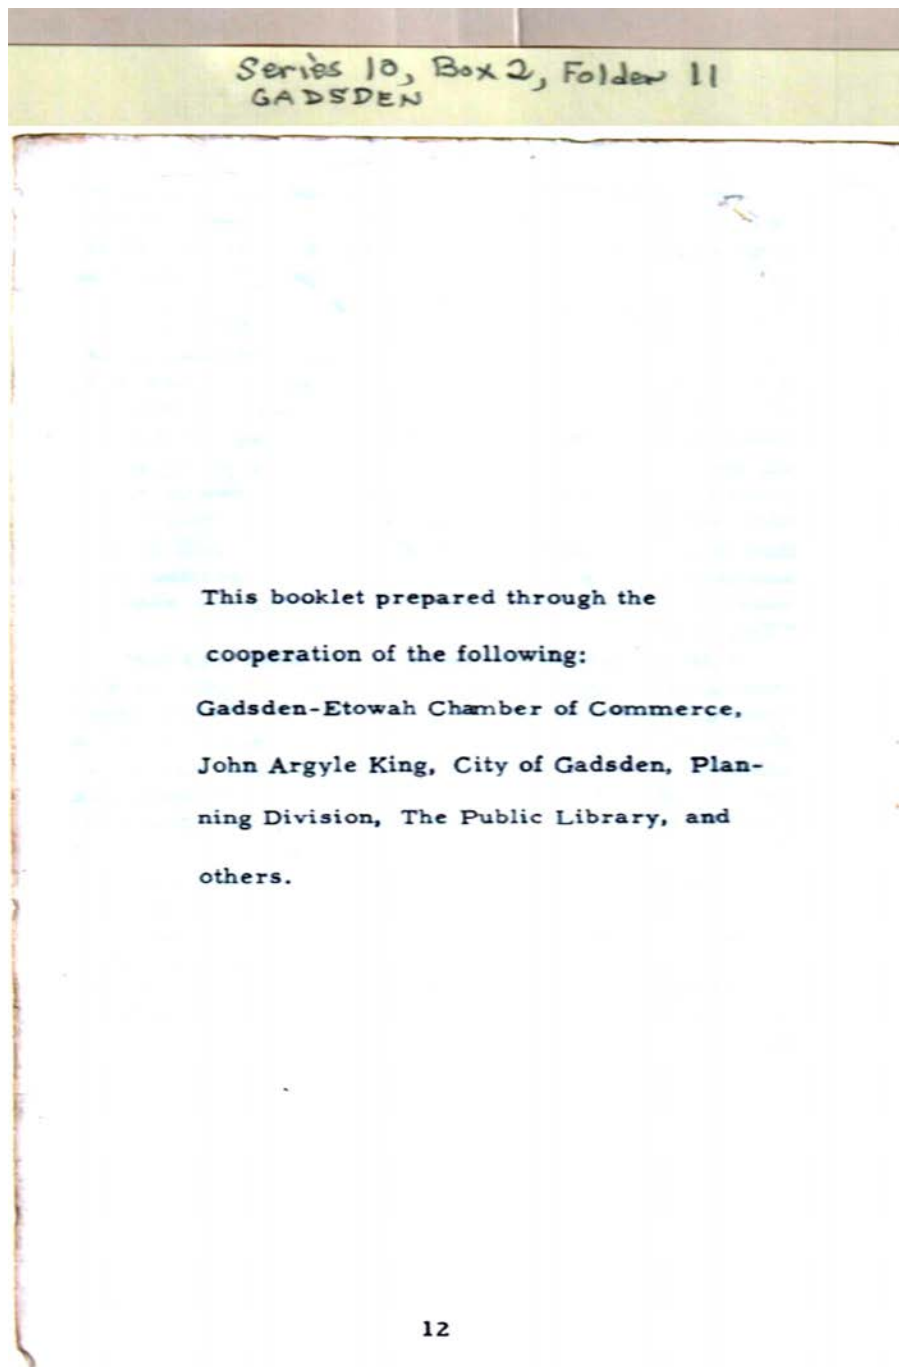 Series 10, Box 2, Folder 11
GADSDEN
This booklet prepared through the
cooperation of the following:
Gadsden-Etowah Chamber of Commerce,
John Argyle King, City of Gadsden, Plan-
ning Division, The Public Library, and
others.
12